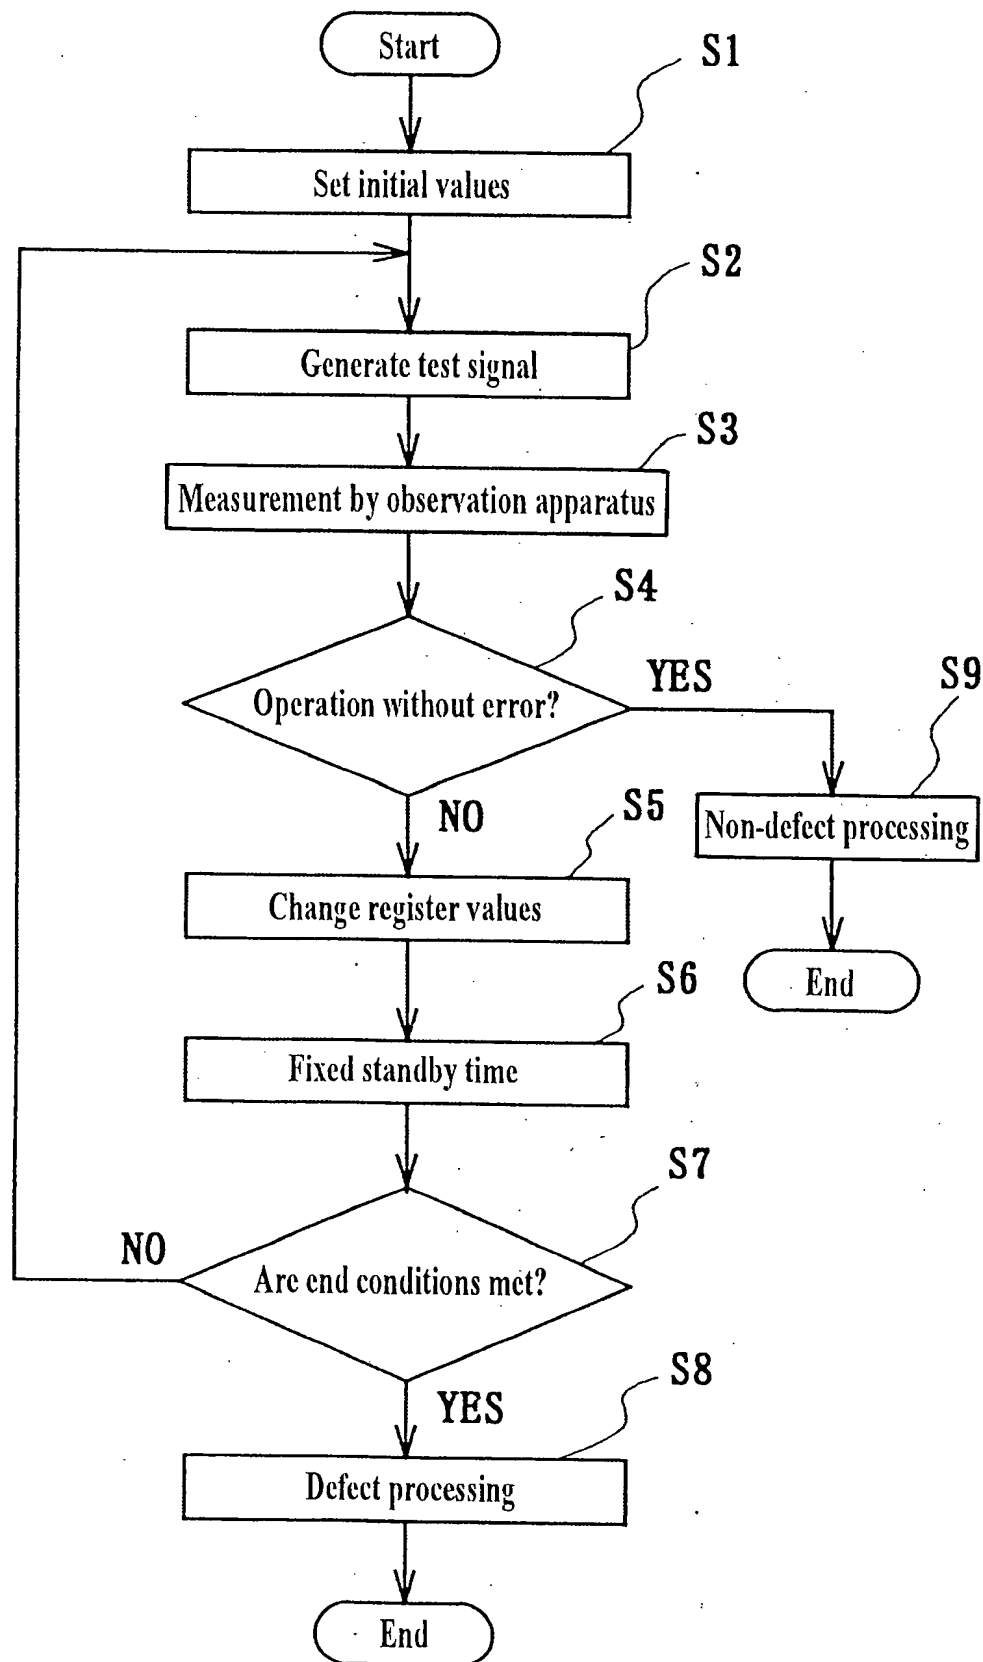 Start
S1
Set initial values
S2
Generate test signal
S3
Measurement by observation apparatus
S4
Operation without error?
YES
S9
Non-defect processing
End
NO
S5
Change register values
S6
Fixed standby time
S7
Are end conditions met?
NO
YES
S8
Defect processing
End